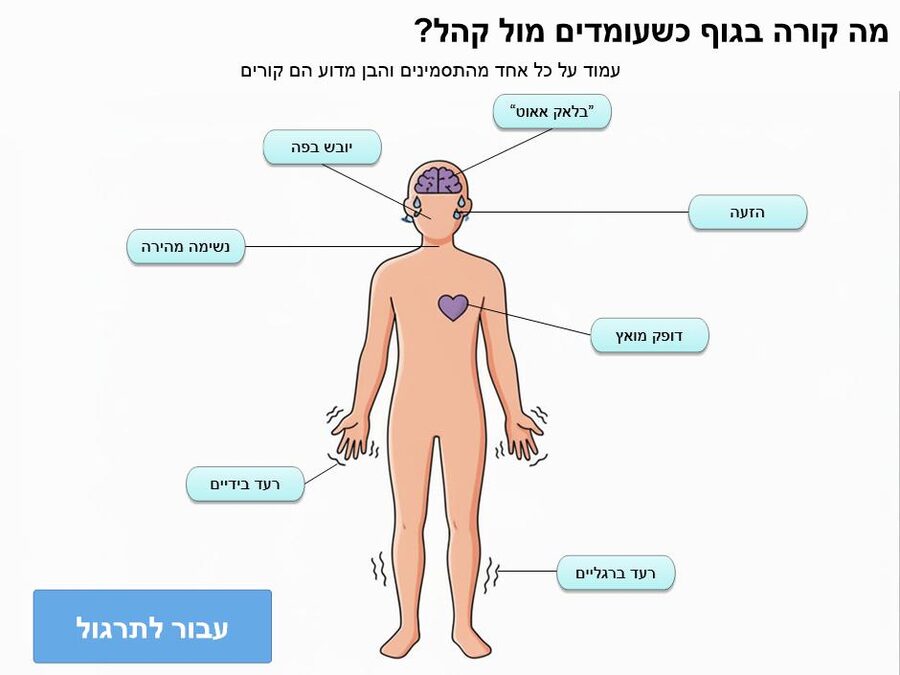 מה קורה בגוף כשעומדים מול קהל?
עמוד על כל אחד מהתסמינים והבן מדוע הם קורים
"בלאק אאוט"
יובש בפה
הזעה
נשימה מהירה
דופק מואץ
רעד בידיים
רעד ברגליים
עבור לתרגול